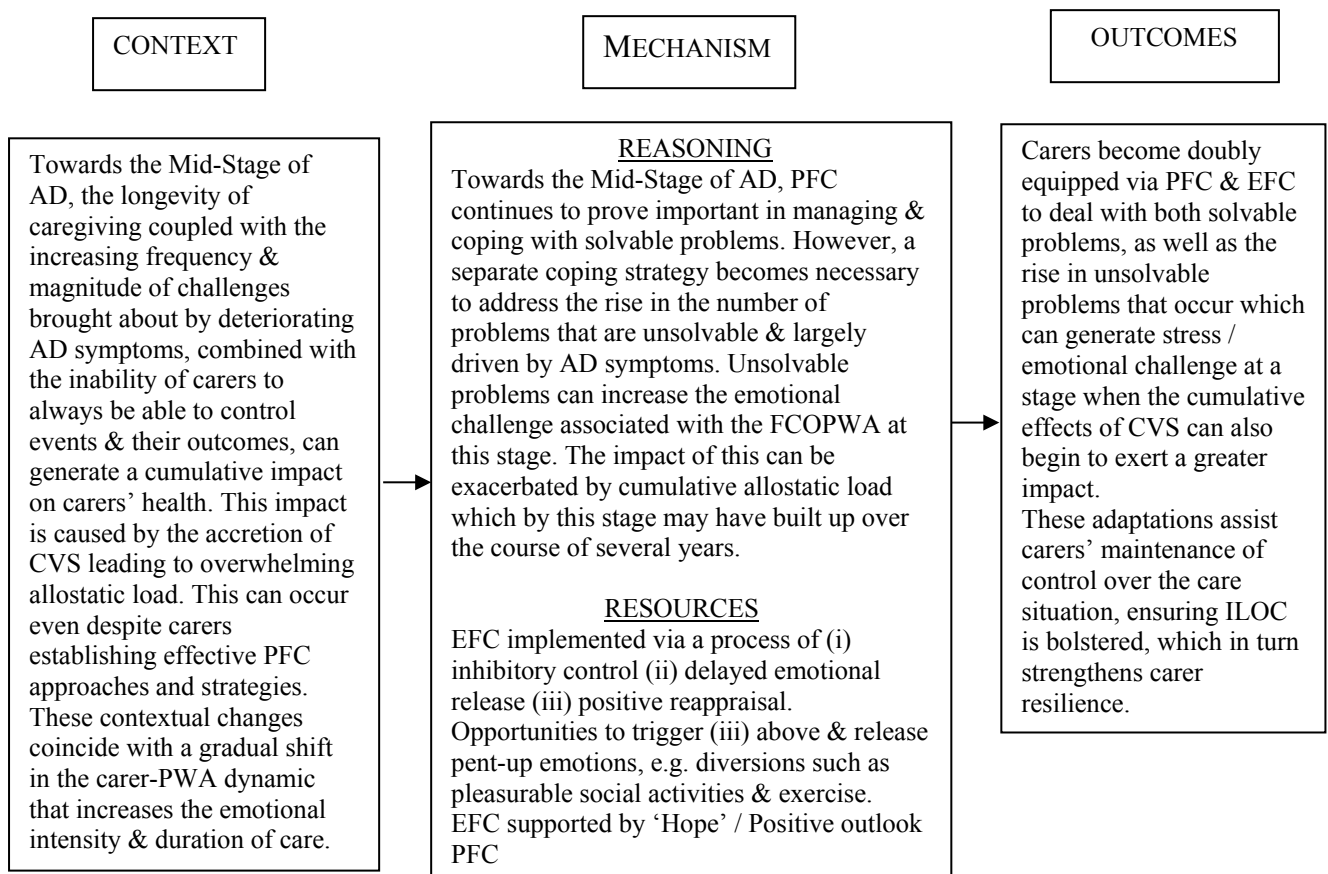 CONTEXT
MECHANISM
OUTCOMES
Towards the Mid-Stage of
AD, the longevity of
caregiving coupled with the
increasing frequency &
magnitude of challenges
brought about by deteriorating
AD symptoms, combined with
the inability of carers to
always be able to control
events & their outcomes, can
generate a cumulative impact
on carers’ health. This impact
is caused by the accretion of
CVS leading to overwhelming
allostatic load. This can occur
even despite carers
establishing effective PFC
approaches and strategies.
These contextual changes
coincide with a gradual shift
in the carer-PWA dynamic
that increases the emotional
intensity & duration of care.
REASONING
Towards the Mid-Stage of AD, PFC
continues to prove important in managing &
coping with solvable problems. However, a
separate coping strategy becomes necessary
to address the rise in the number of
problems that are unsolvable & largely
driven by AD symptoms. Unsolvable
problems can increase the emotional
challenge associated with the FCOPWA at
this stage. The impact of this can be
exacerbated by cumulative allostatic load
which by this stage may have built up over
the course of several years.
RESOURCES
EFC implemented via a process of (i)
inhibitory control (ii) delayed emotional
release (iii) positive reappraisal.
Opportunities to trigger (iii) above & release
pent-up emotions, e.g. diversions such as
pleasurable social activities & exercise.
EFC supported by ‘Hope’ / Positive outlook
PFC
Carers become doubly
equipped via PFC & EFC
to deal with both solvable
problems, as well as the
rise in unsolvable
problems that occur which
can generate stress /
emotional challenge at a
stage when the cumulative
effects of CVS can also
begin to exert a greater
impact.
These adaptations assist
carers’ maintenance of
control over the care
situation, ensuring ILOC
is bolstered, which in turn
strengthens carer
resilience.